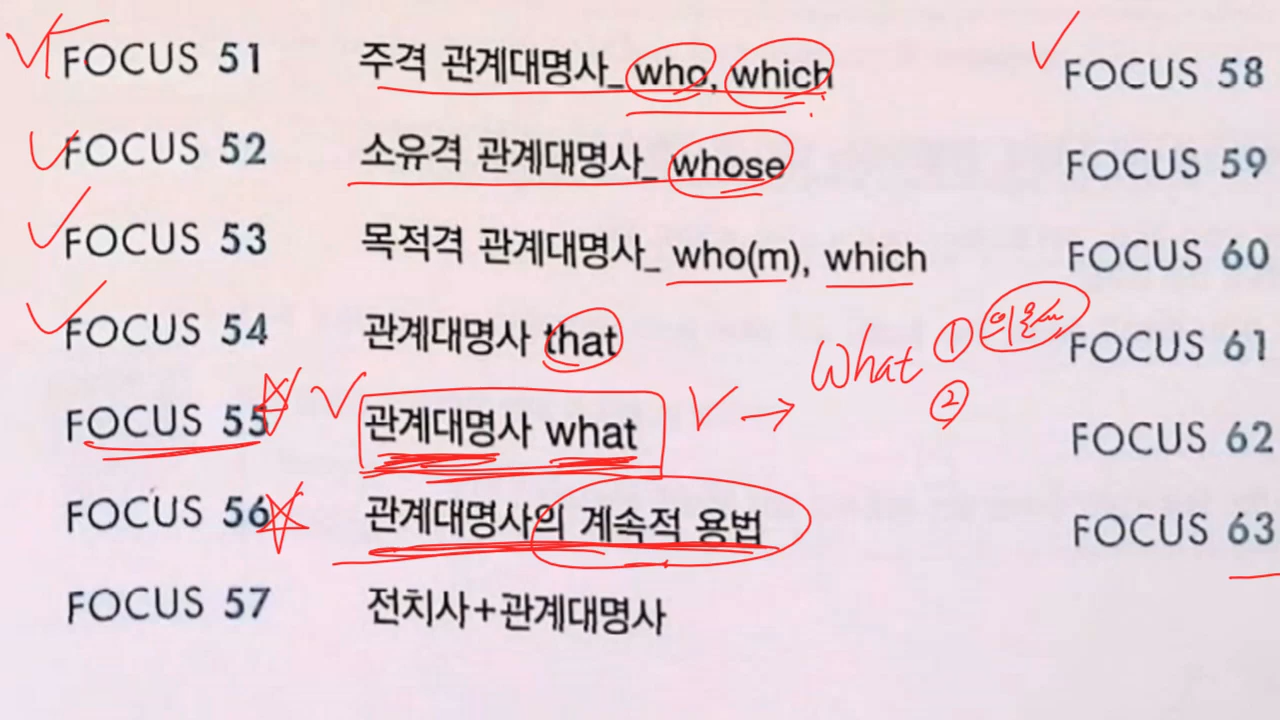 FOCUS 51 주격 관계대명사_ who, which
FOCUS 52 소유격 관계대명사_ whose
FOCUS 53 목적격 관계대명사_ who(m), which
FOCUS 54 관계대명사 that
FOCUS 55 관계대명사 what
FOCUS 56 관계대명사의 계속적 용법
FOCUS 57 전치사+관계대명사
What ①
②
FOCUS 58
FOCUS 59
FOCUS 60
FOCUS 61
FOCUS 62
FOCUS 63